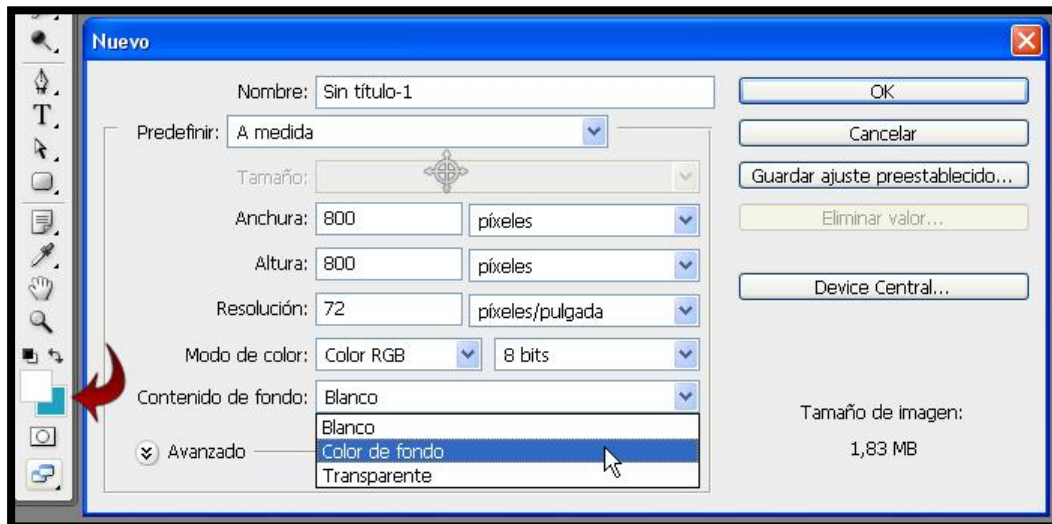 Nuevo
Nombre: Sin título-1
OK
Predefinir: A medida
Cancelar
Tamaño:
Guardar ajuste preestablecido...
Anchura: 800 píxeles
Eliminar valor...
Altura: 800 píxeles
Device Central...
Resolución: 72 píxeles/pulgada
Modo de color: Color RGB 8 bits
Contenido de fondo: Blanco
Tamaño de imagen:
Blanco
Avanzado
Color de fondo
1,83 MB
Transparente
T